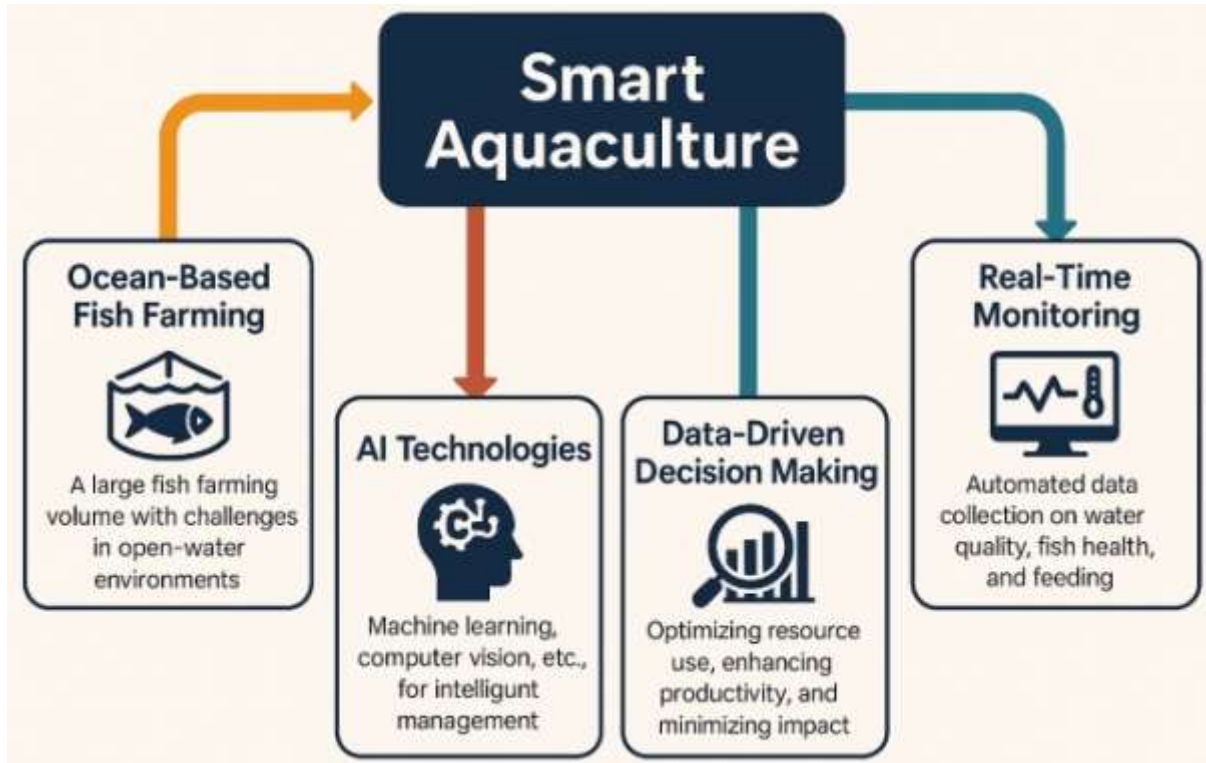 Smart
Aquaculture
Ocean-Based
Fish Farming
A large fish farming
volume with challenges
in open-water
environments
AI Technologies
Machine learning,
computer vision, etc.,
for intelligunt
management
Data-Driven
Decision Making
Optimizing resource
use, enhancing
productivity, and
minimizing impact
Real-Time
Monitoring
Automated data
collection on water
quality, fish health,
and feeding